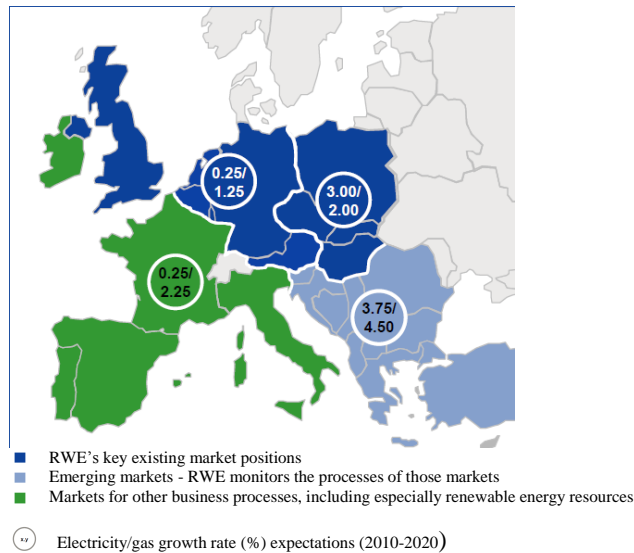 0.25/
1.25
3.00/
2.00
0.25/
2.25
3.75/
4.50
RWE's key existing market positions
Emerging markets - RWE monitors the processes of those markets
Markets for other business processes, including especially renewable energy resources
x.y Electricity/gas growth rate (%) expectations (2010-2020)